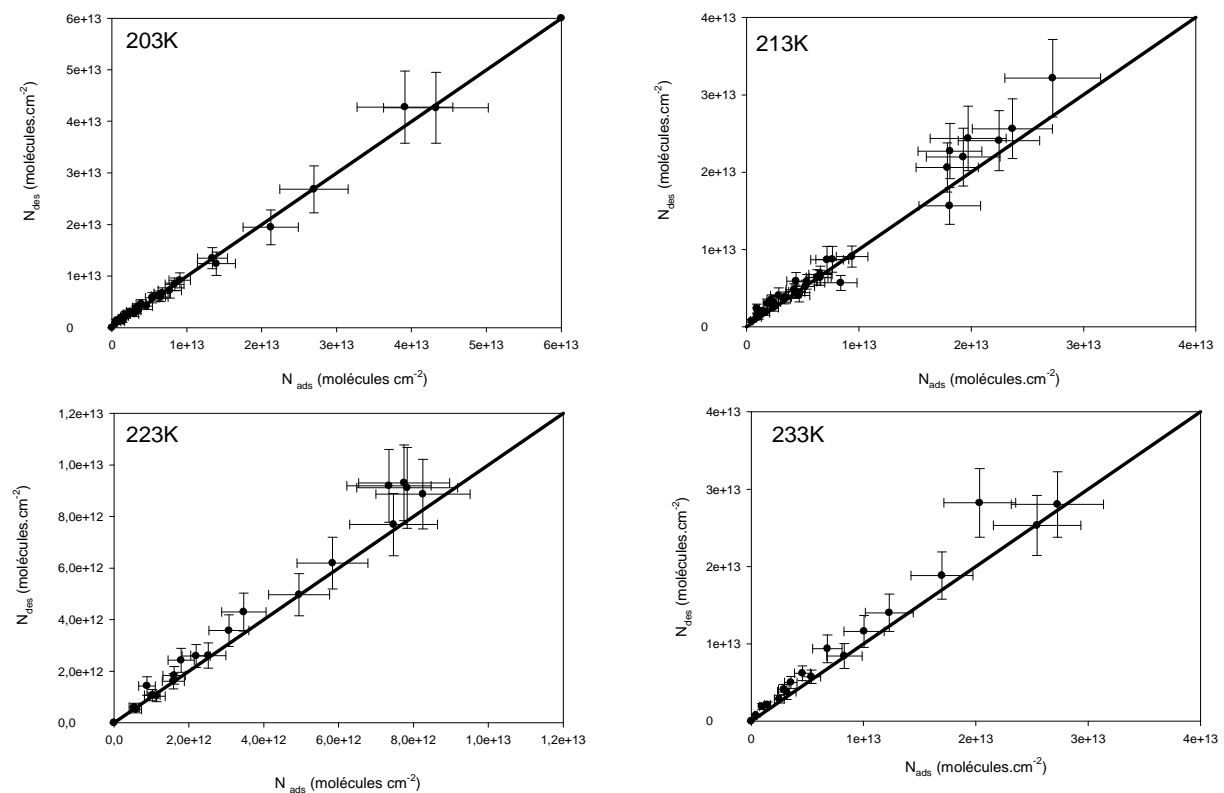 203K
6e+13
5e+13
4e+13
3e+13
2e+13
1e+13
0
N_des (molécules.cm⁻²)
0 1e+13 2e+13 3e+13 4e+13 5e+13 6e+13
N_ads (molécules cm⁻²)
213K
4e+13
3e+13
2e+13
1e+13
0
N_des (molécules.cm⁻²)
0 1e+13 2e+13 3e+13 4e+13
N_ads (molécules.cm⁻²)
223K
1,2e+13
1,0e+13
8,0e+12
6,0e+12
4,0e+12
2,0e+12
0,0
N_des (molécules.cm⁻²)
0,0 2,0e+12 4,0e+12 6,0e+12 8,0e+12 1,0e+13 1,2e+13
N_ads (molécules cm⁻²)
233K
4e+13
3e+13
2e+13
1e+13
0
N_des (molécules.cm⁻²)
0 1e+13 2e+13 3e+13 4e+13
N_ads (molécules.cm⁻²)